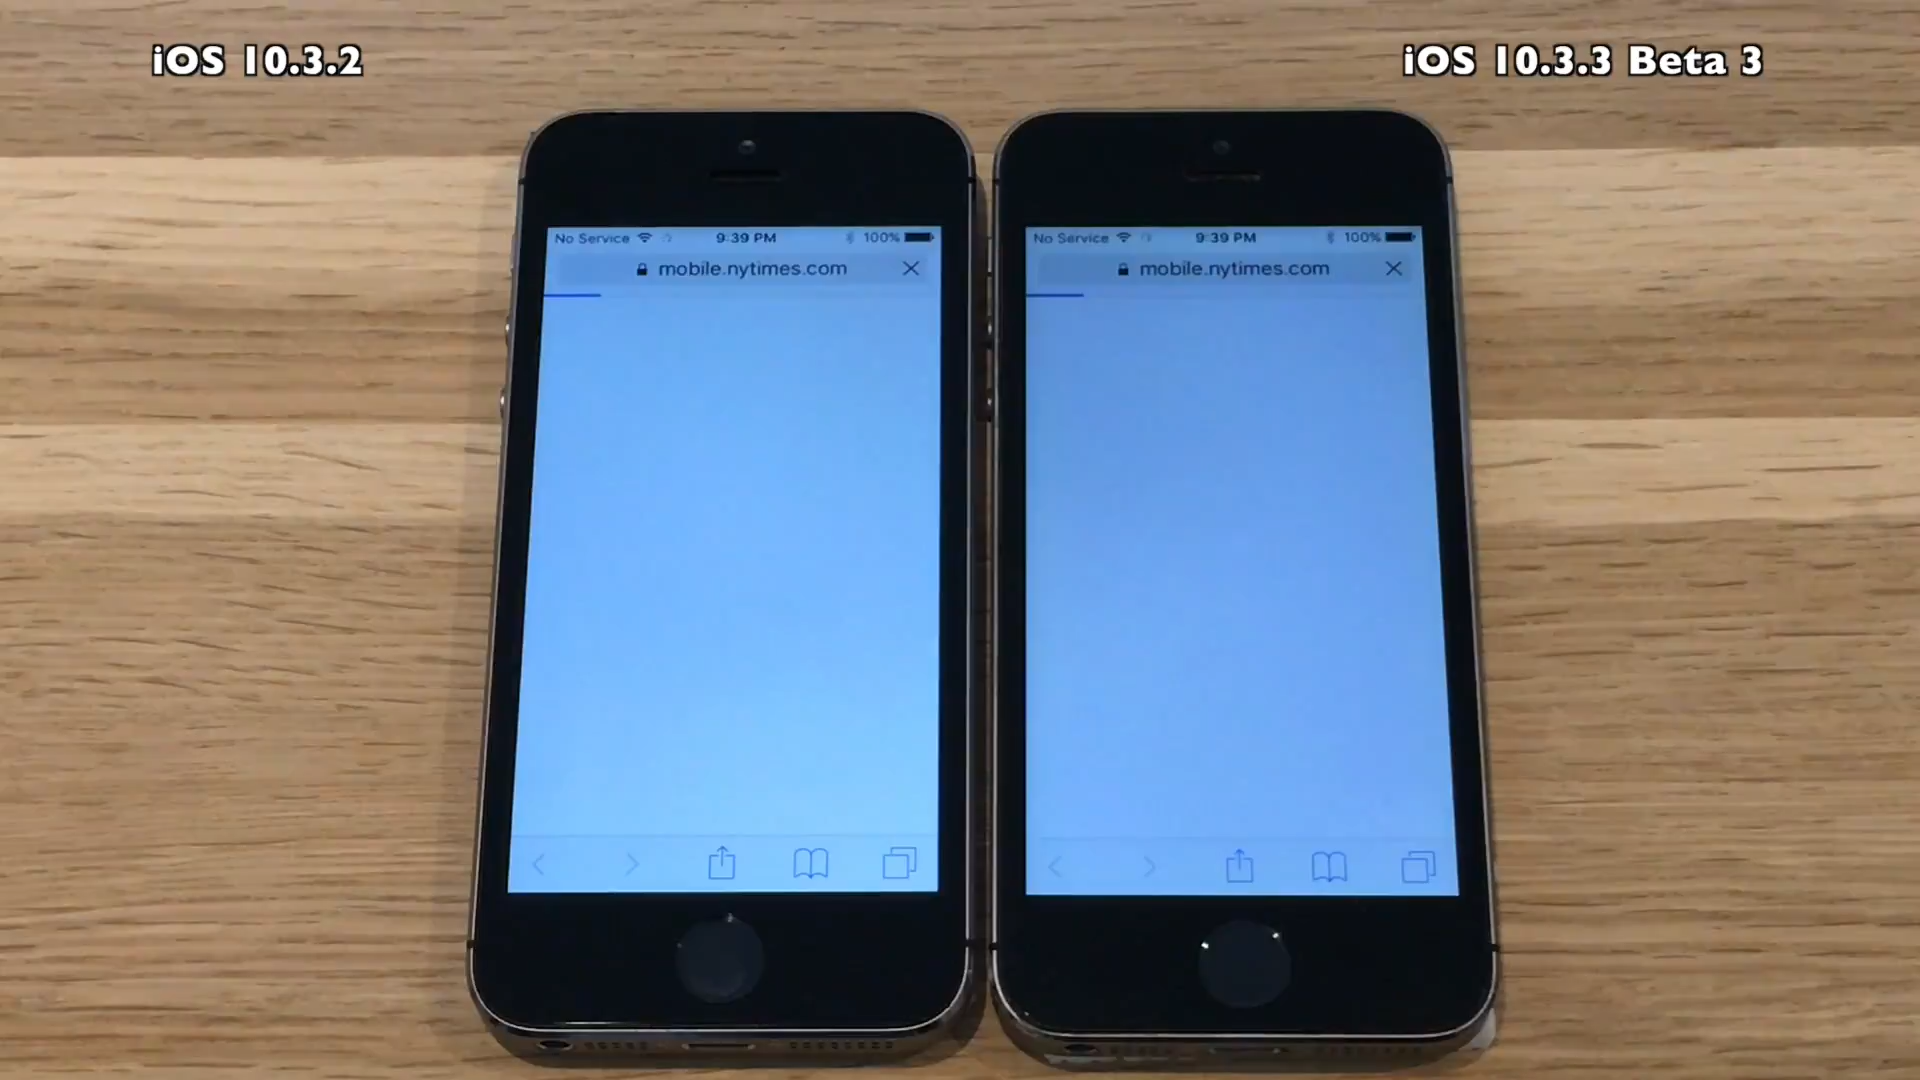 iOS 10.3.2
iOS 10.3.3 Beta 3
No Service 9:39 PM 100%
mobile.nytimes.com
No Service 9:39 PM 100%
mobile.nytimes.com